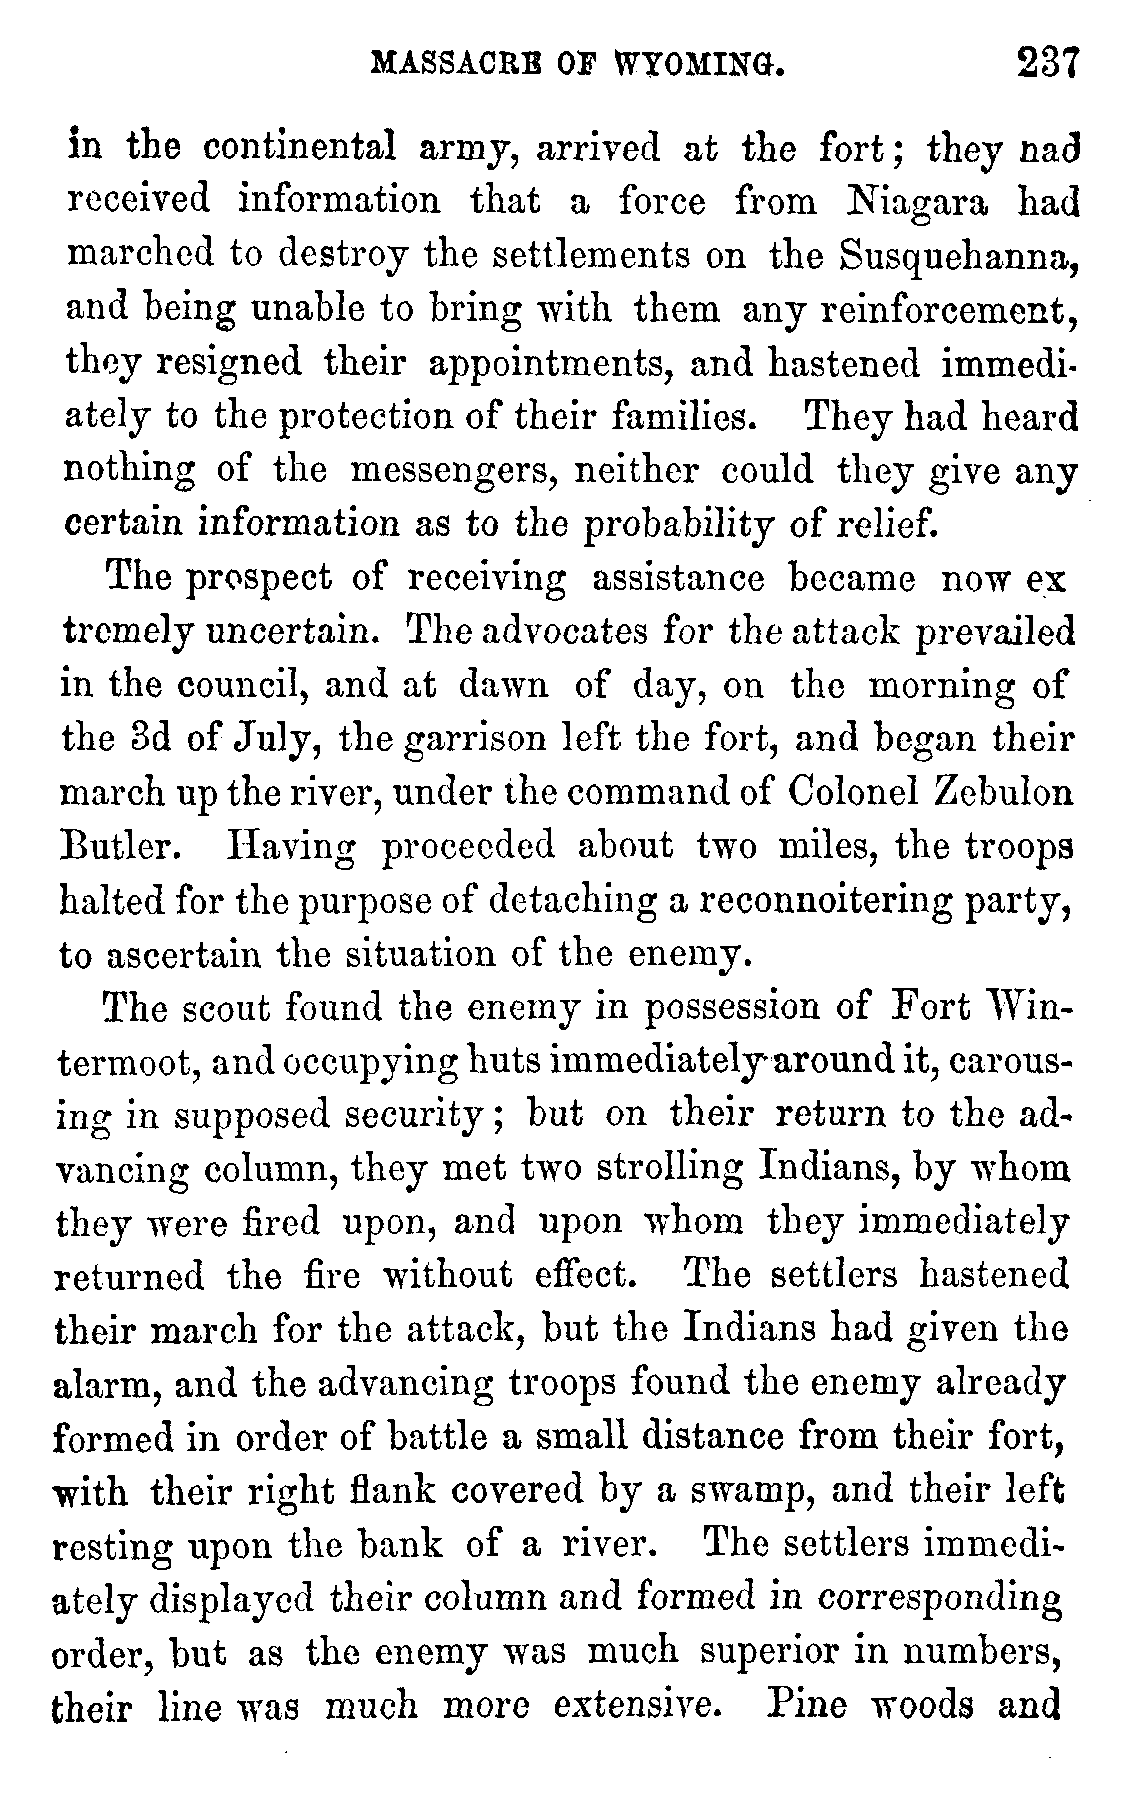 MASSACRE OF WYOMING. 237
in the continental army, arrived at the fort; they nad
received information that a force from Niagara had
marched to destroy the settlements on the Susquehanna,
and being unable to bring with them any reinforcement,
they resigned their appointments, and hastened immedi-
ately to the protection of their families. They had heard
nothing of the messengers, neither could they give any
certain information as to the probability of relief.
The prospect of receiving assistance became now ex
tremely uncertain. The advocates for the attack prevailed
in the council, and at dawn of day, on the morning of
the 3d of July, the garrison left the fort, and began their
march up the river, under the command of Colonel Zebulon
Butler. Having proceeded about two miles, the troops
halted for the purpose of detaching a reconnoitering party,
to ascertain the situation of the enemy.
The scout found the enemy in possession of Fort Win-
termoot, and occupying huts immediately around it, carous-
ing in supposed security; but on their return to the ad-
vancing column, they met two strolling Indians, by whom
they were fired upon, and upon whom they immediately
returned the fire without effect. The settlers hastened
their march for the attack, but the Indians had given the
alarm, and the advancing troops found the enemy already
formed in order of battle a small distance from their fort,
with their right flank covered by a swamp, and their left
resting upon the bank of a river. The settlers immedi-
ately displayed their column and formed in corresponding
order, but as the enemy was much superior in numbers,
their line was much more extensive. Pine woods and